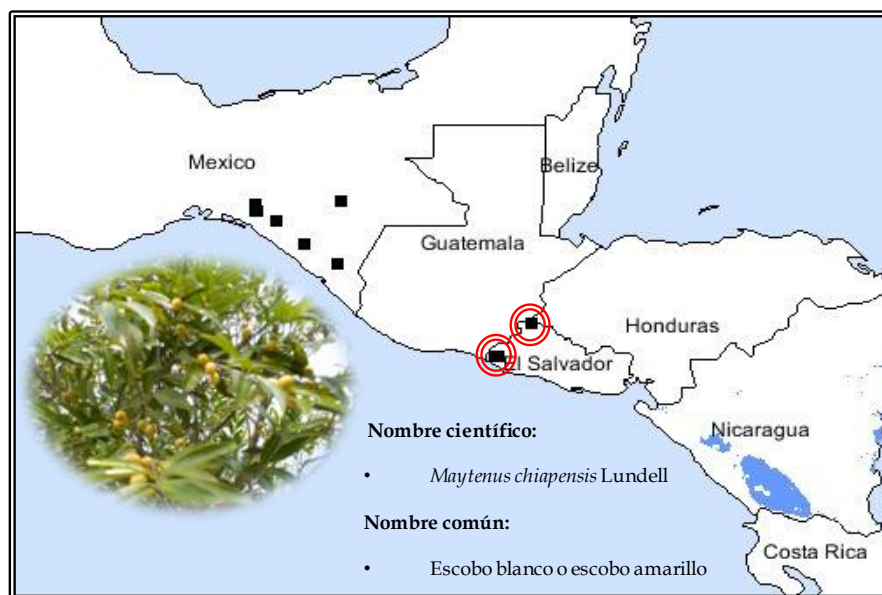 Mexico
Belize
Guatemala
Honduras
El Salvador
Nombre científico:
• Maytenus chiapensis Lundell
Nicaragua
Nombre común:
• Escobo blanco o escobo amarillo
Costa Rica